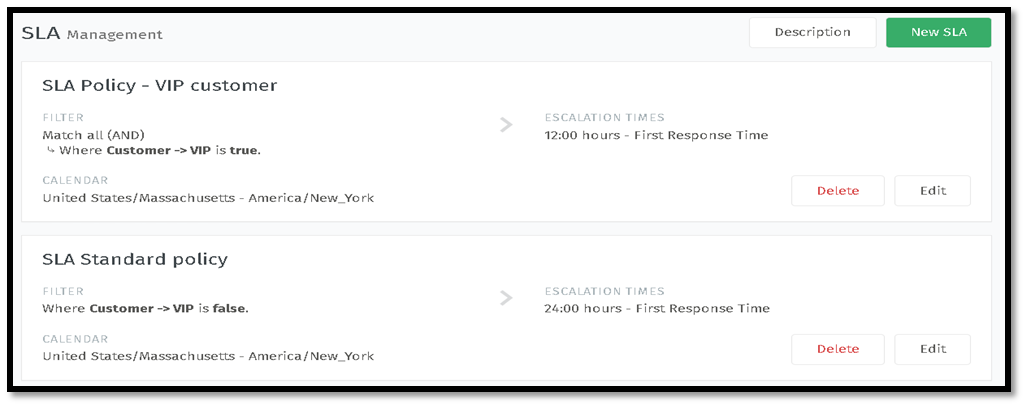 SLA Management
Description
New SLA
SLA Policy - VIP customer
FILTER
Match all (AND)
↳ Where Customer -> VIP is true.
ESCALATION TIMES
12:00 hours - First Response Time
CALENDAR
United States/Massachusetts - America/New_York
Delete
Edit
SLA Standard policy
FILTER
Where Customer -> VIP is false.
ESCALATION TIMES
24:00 hours - First Response Time
CALENDAR
United States/Massachusetts - America/New_York
Delete
Edit